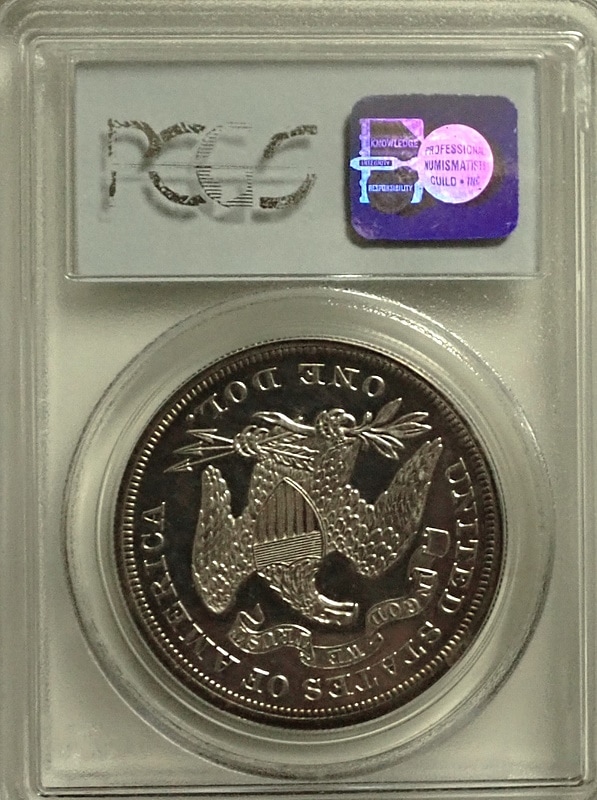 PCGS
KNOWLEDGE
INTEGRITY
RESPONSIBILITY
PROFESSIONAL
NUMISMATISTS
GUILD • INC
ONE DOL.
UNITED STATES OF AMERICA
IN GOD WE TRUST